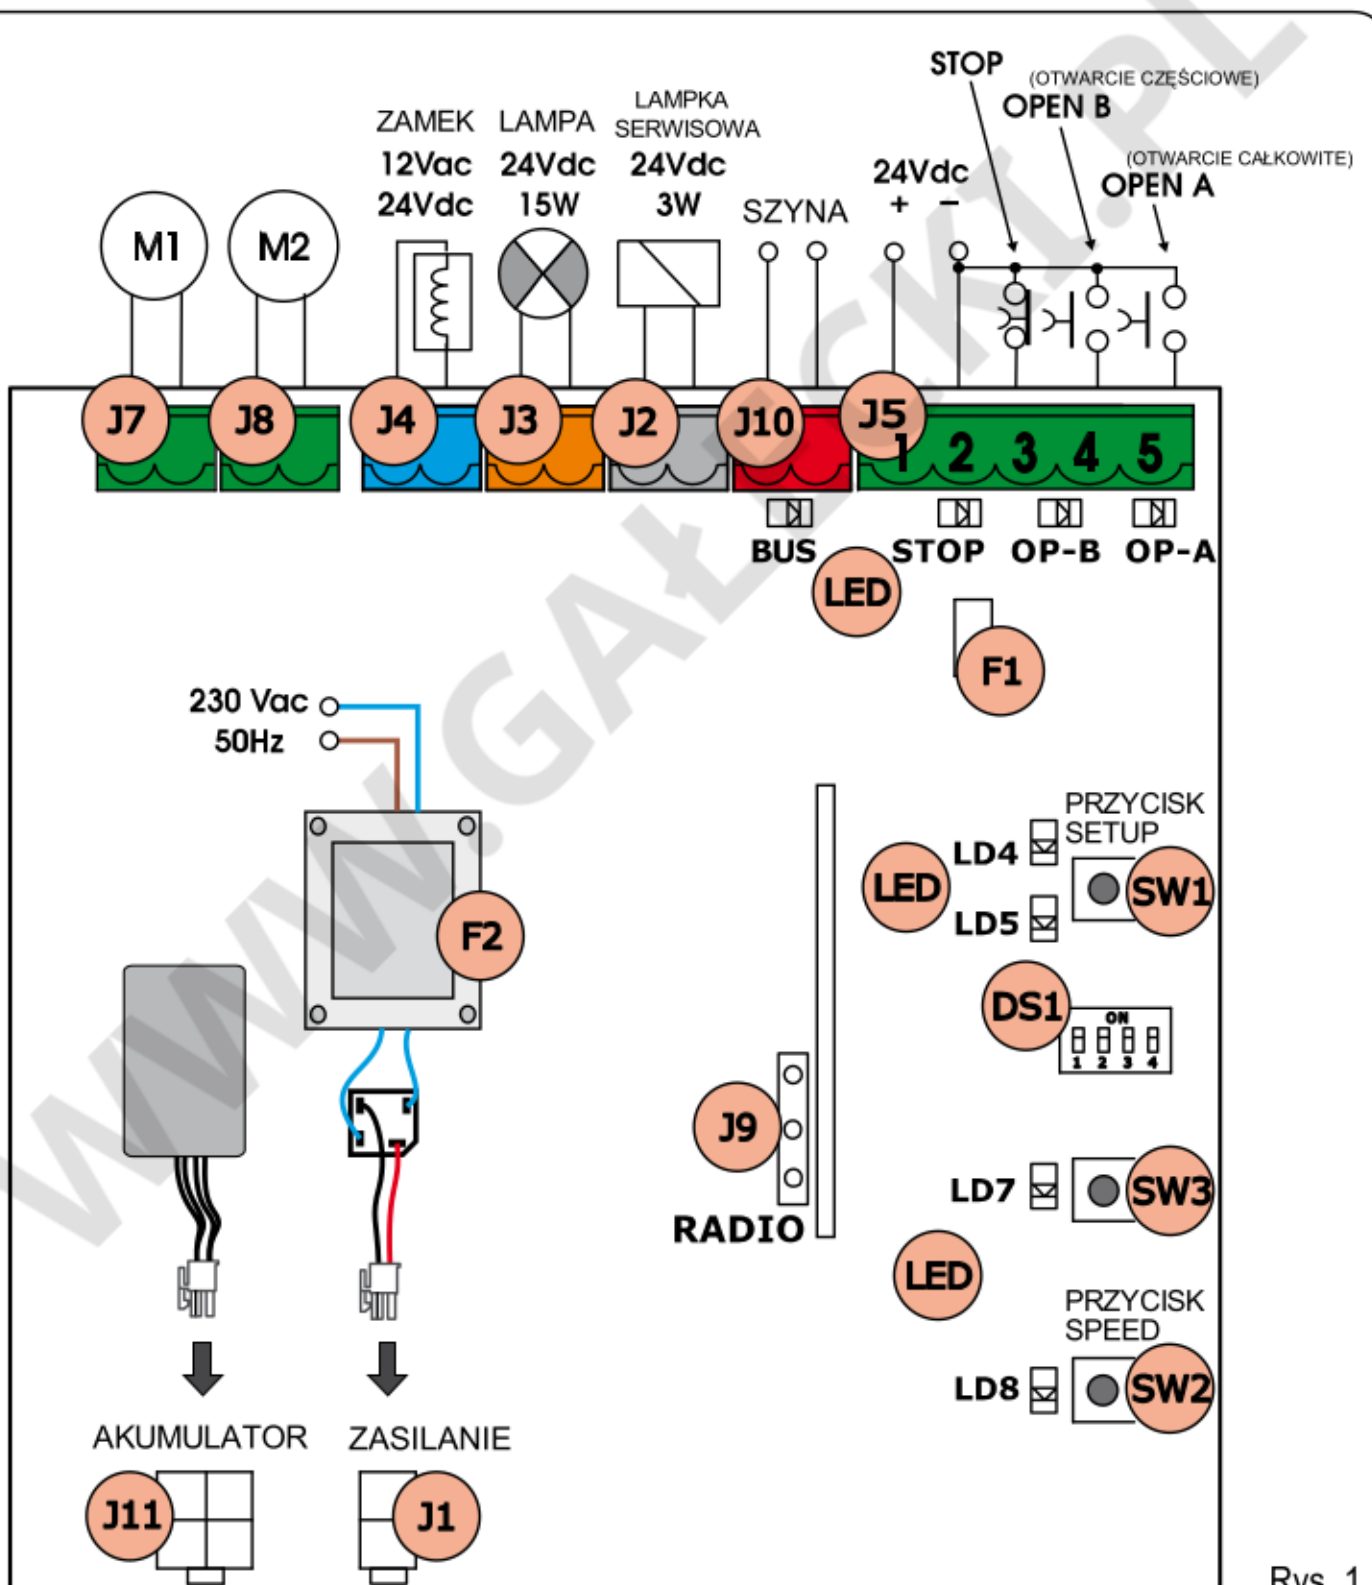 STOP
(OTWARCIE CZĘŚCIOWE)
OPEN B
(OTWARCIE CAŁKOWITE)
OPEN A
ZAMEK
12Vac
24Vdc
LAMPA
24Vdc
15W
LAMPKA
SERWISOWA
24Vdc
3W
SZYNA
24Vdc
+ −
M1
M2
J7
J8
J4
J3
J2
J10
J5
1 2 3 4 5
BUS
STOP
OP-B
OP-A
LED
F1
230 Vac
50Hz
F2
PRZYCISK
SETUP
LD4
LED
SW1
LD5
DS1
ON
1 2 3 4
J9
RADIO
LD7
SW3
LED
PRZYCISK
SPEED
LD8
SW2
AKUMULATOR
ZASILANIE
J11
J1
Rys. 1
WWW.GAŁECKI.PL